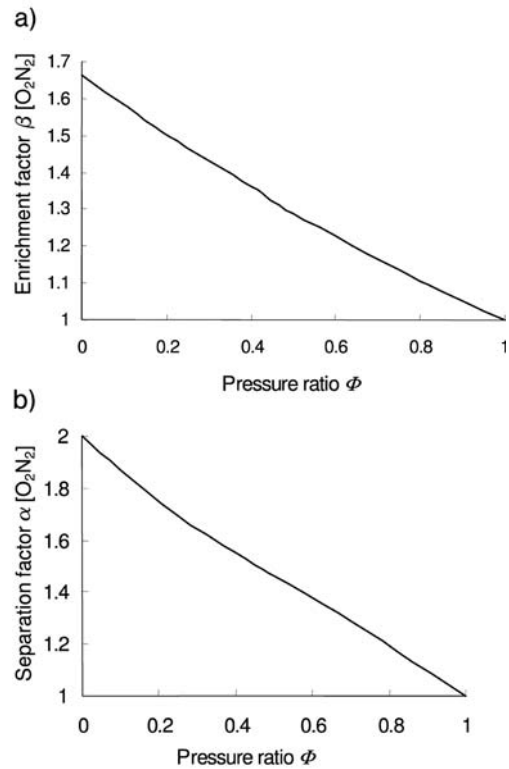 a)
Enrichment factor β [O₂N₂]
1.7
1.6
1.5
1.4
1.3
1.2
1.1
1
0 0.2 0.4 0.6 0.8 1
Pressure ratio Φ
b)
Separation factor α [O₂N₂]
2
1.8
1.6
1.4
1.2
1
0 0.2 0.4 0.6 0.8 1
Pressure ratio Φ